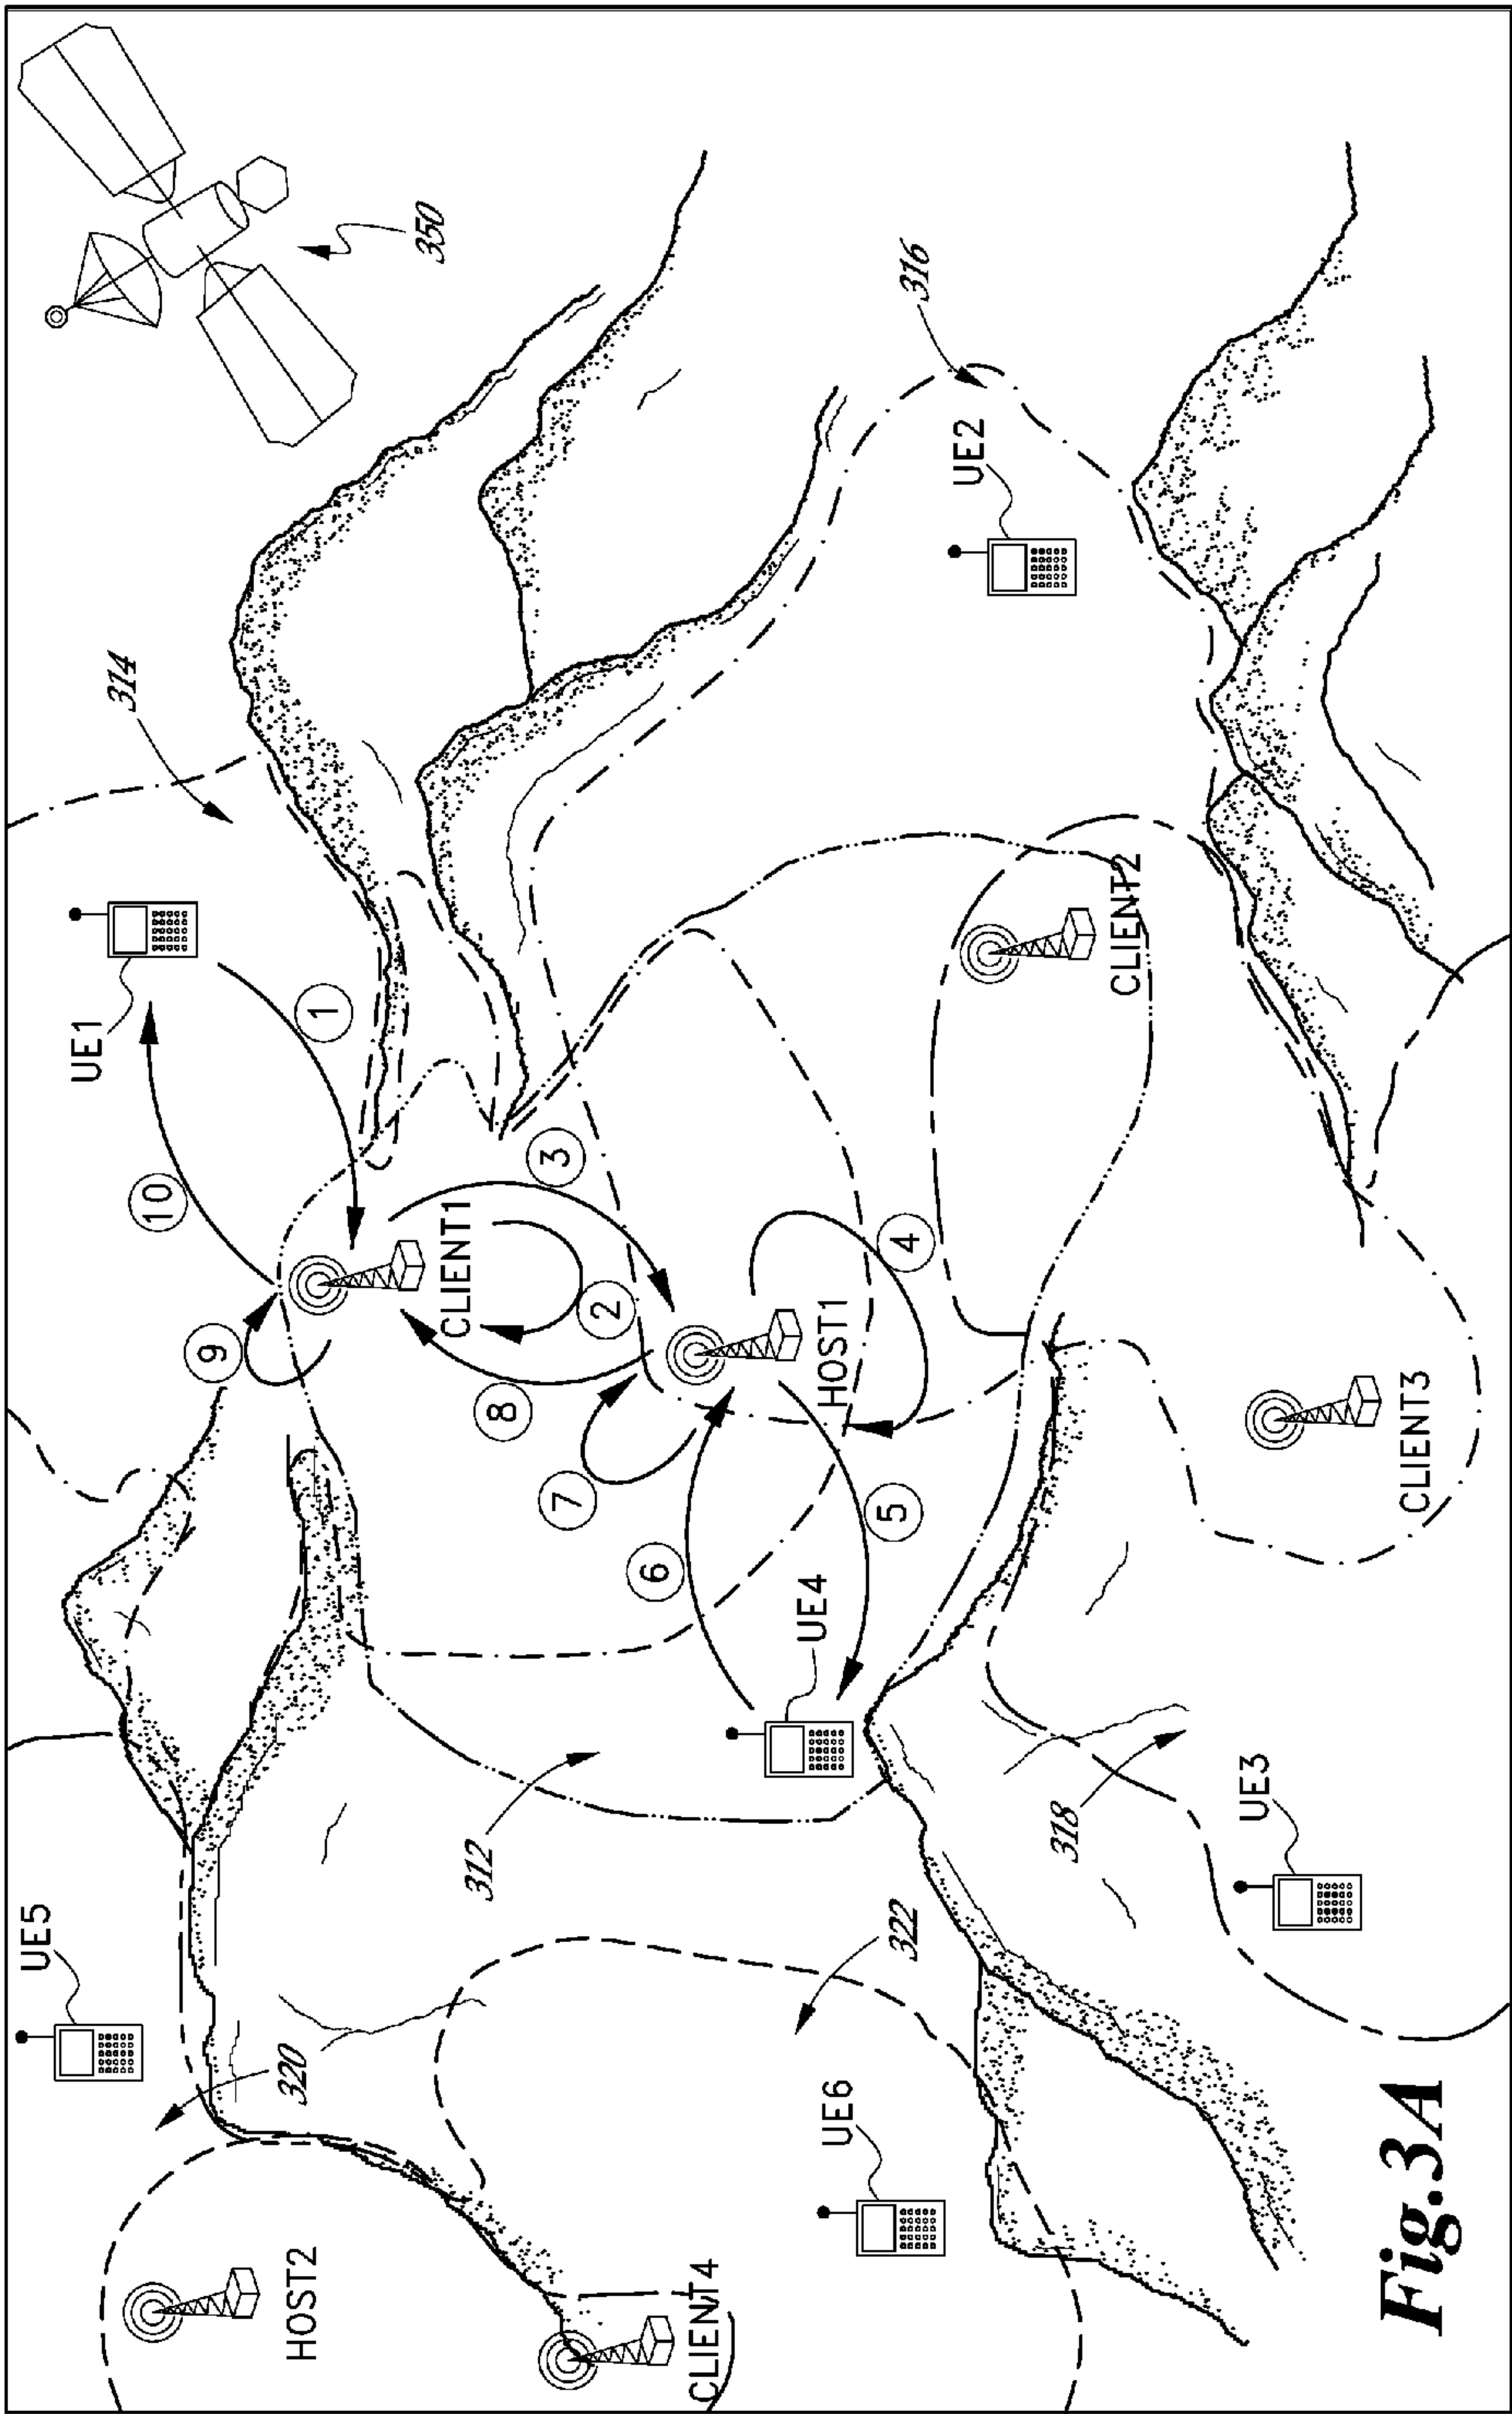 UE5
UE1
350
HOST2
320
314
10
9
1
CLIENT4
312
CLIENT1
8
2
3
7
6
5
HOST1
4
UE4
UE6
322
316
UE2
CLIENT2
318
UE3
CLIENT3
Fig.3A